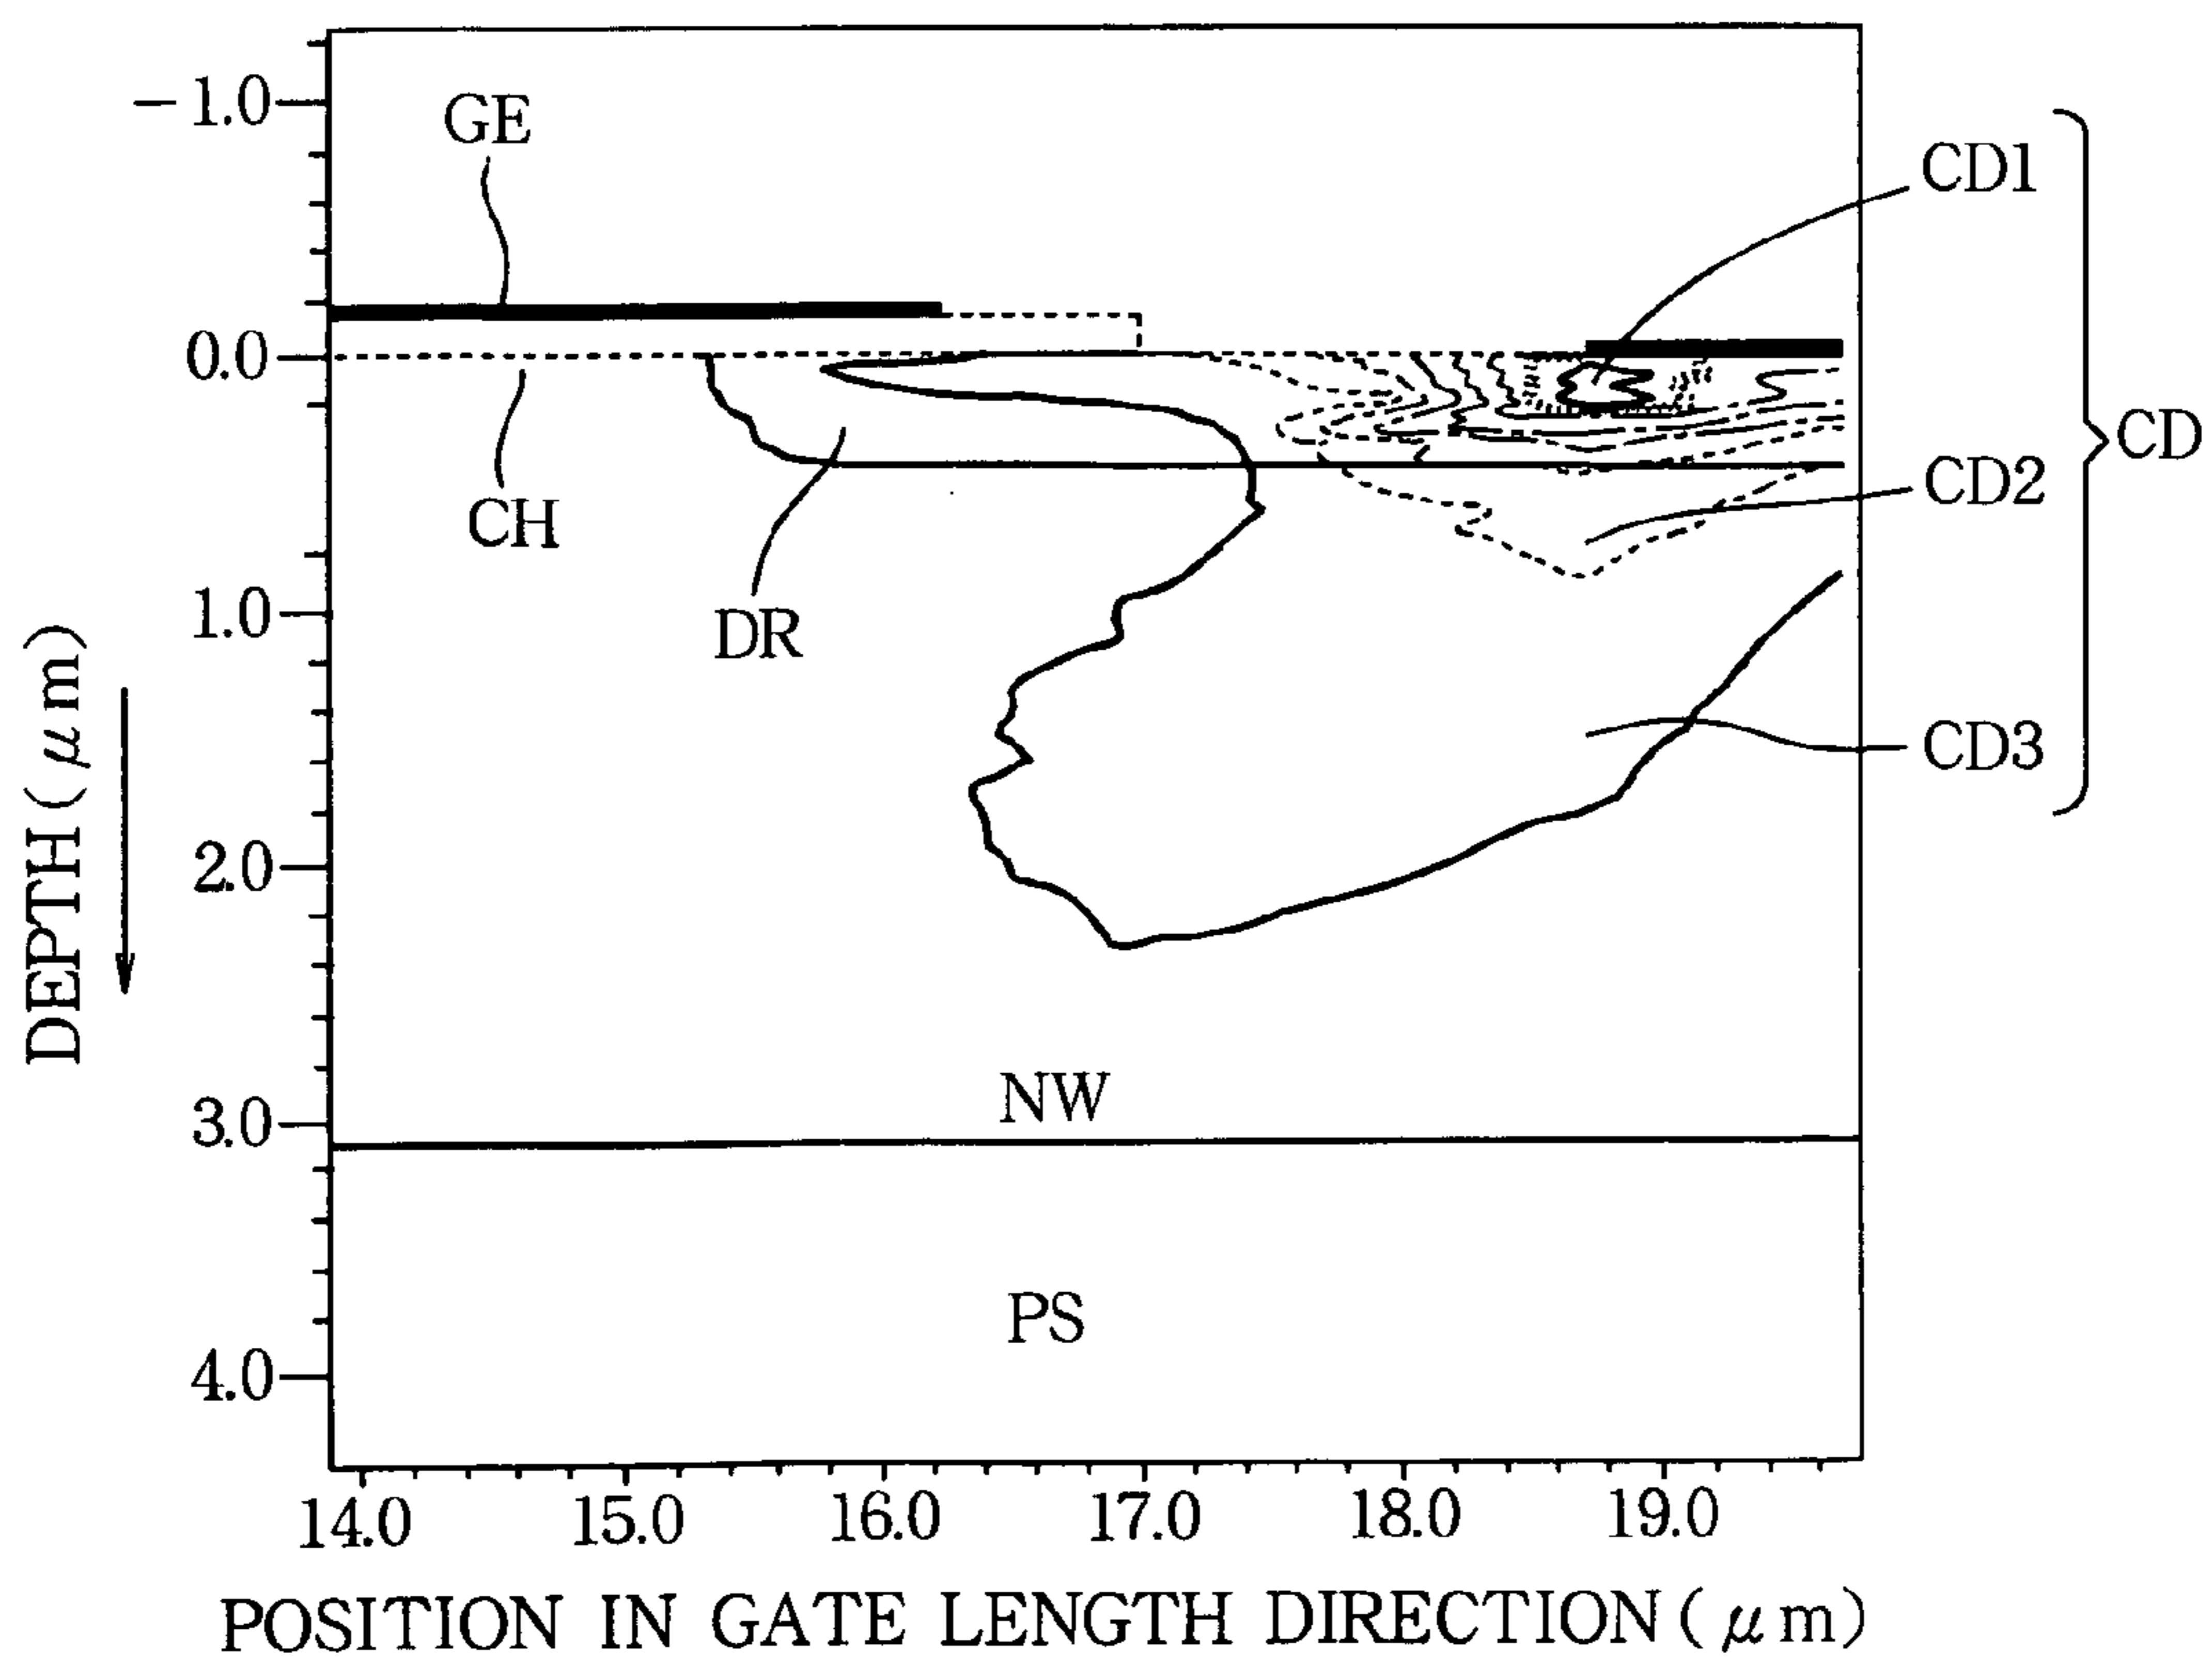 -1.0
GE
CD1
0.0
CD
CD2
CH
1.0
DR
CD3
2.0
DEPTH (μm)
NW
3.0
PS
4.0
14.0 15.0 16.0 17.0 18.0 19.0
POSITION IN GATE LENGTH DIRECTION (μm)